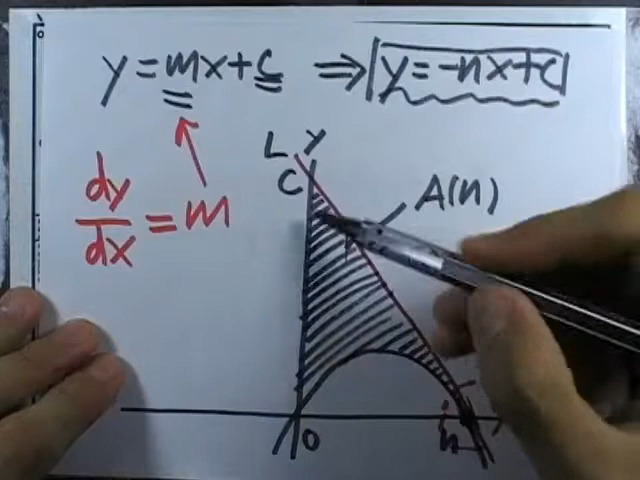 y = mx + c ⇒ y = -nx + c
dy/dx = m
L y
C
A(n)
0 n